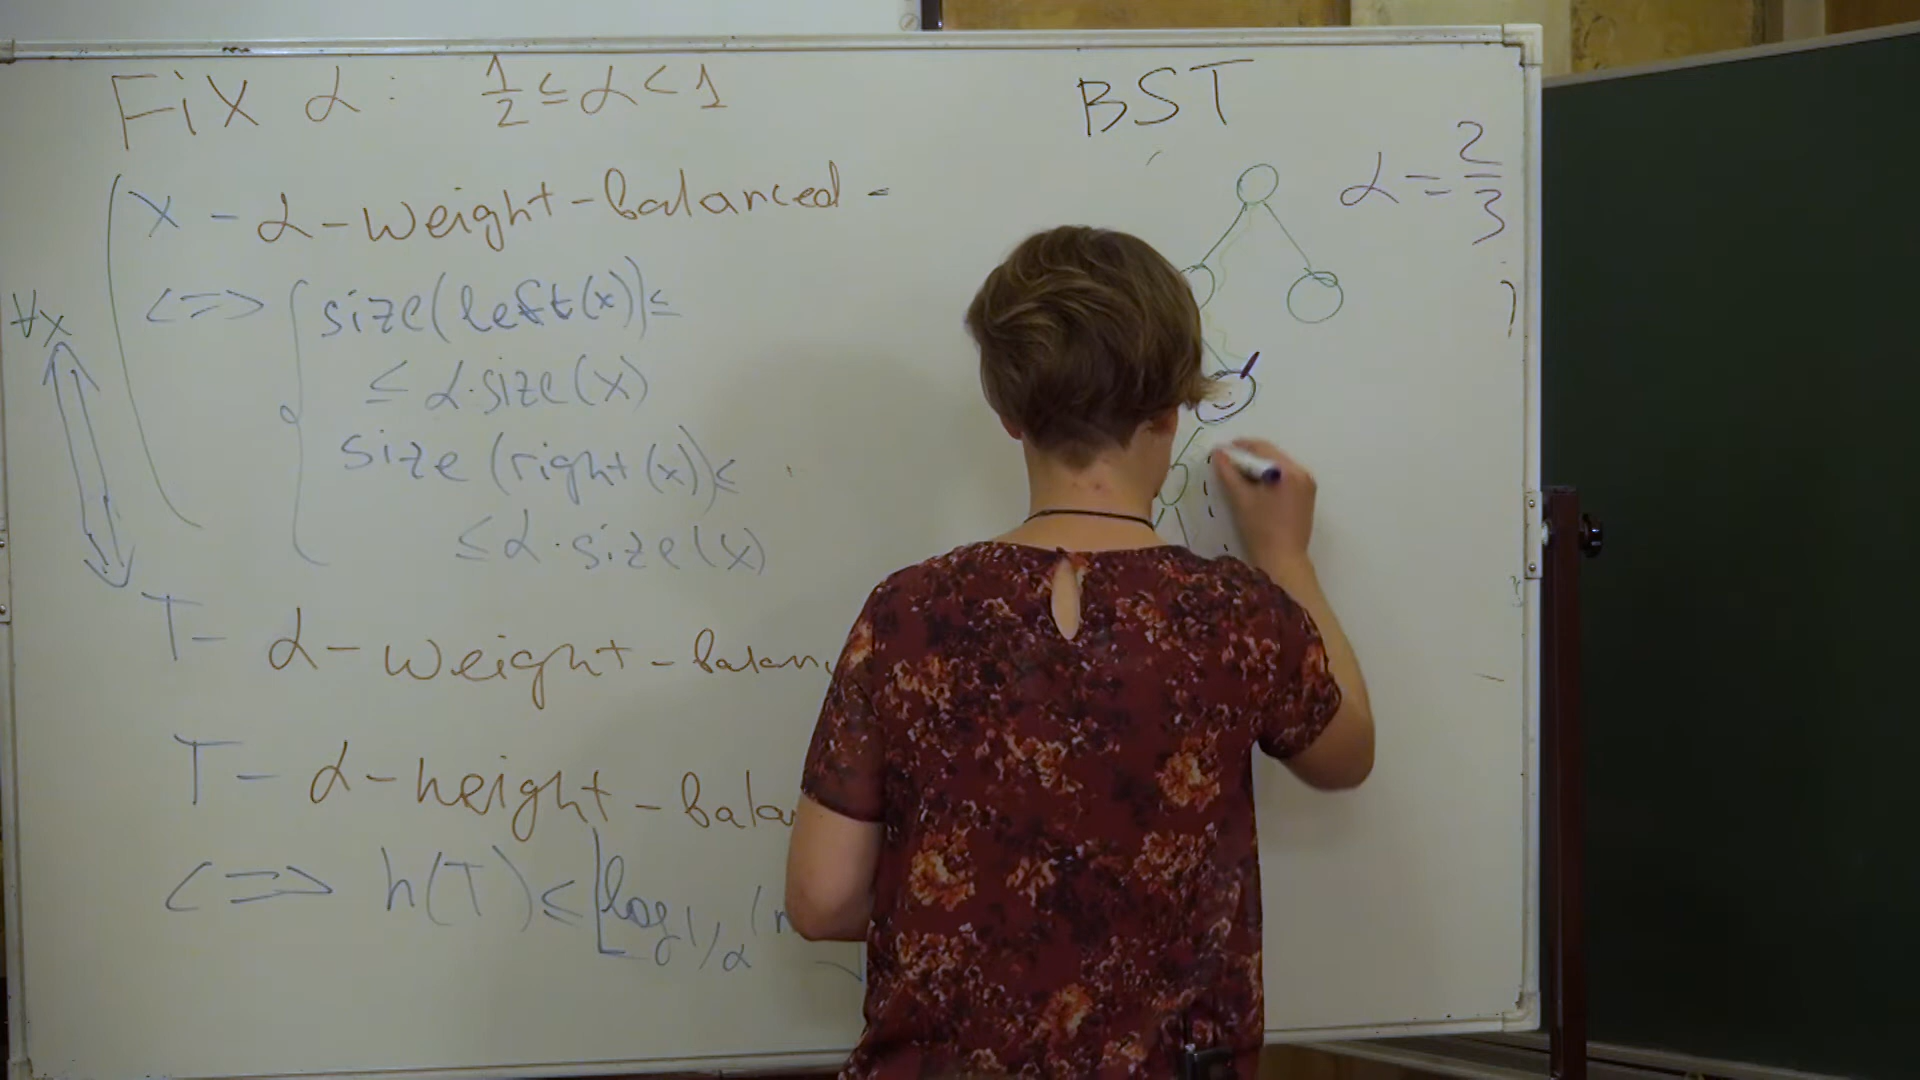 Fix α: 1/2 ≤ α < 1
x - α-weight-balanced -
<=> { size(left(x)) ≤
∀x
≤ α·size(x)
size(right(x)) ≤
≤ α·size(x)
T- α-weight-balan
T- α-height-balan
<=> h(T) ≤ ⌊log1/α(n
BST
α = 2/3